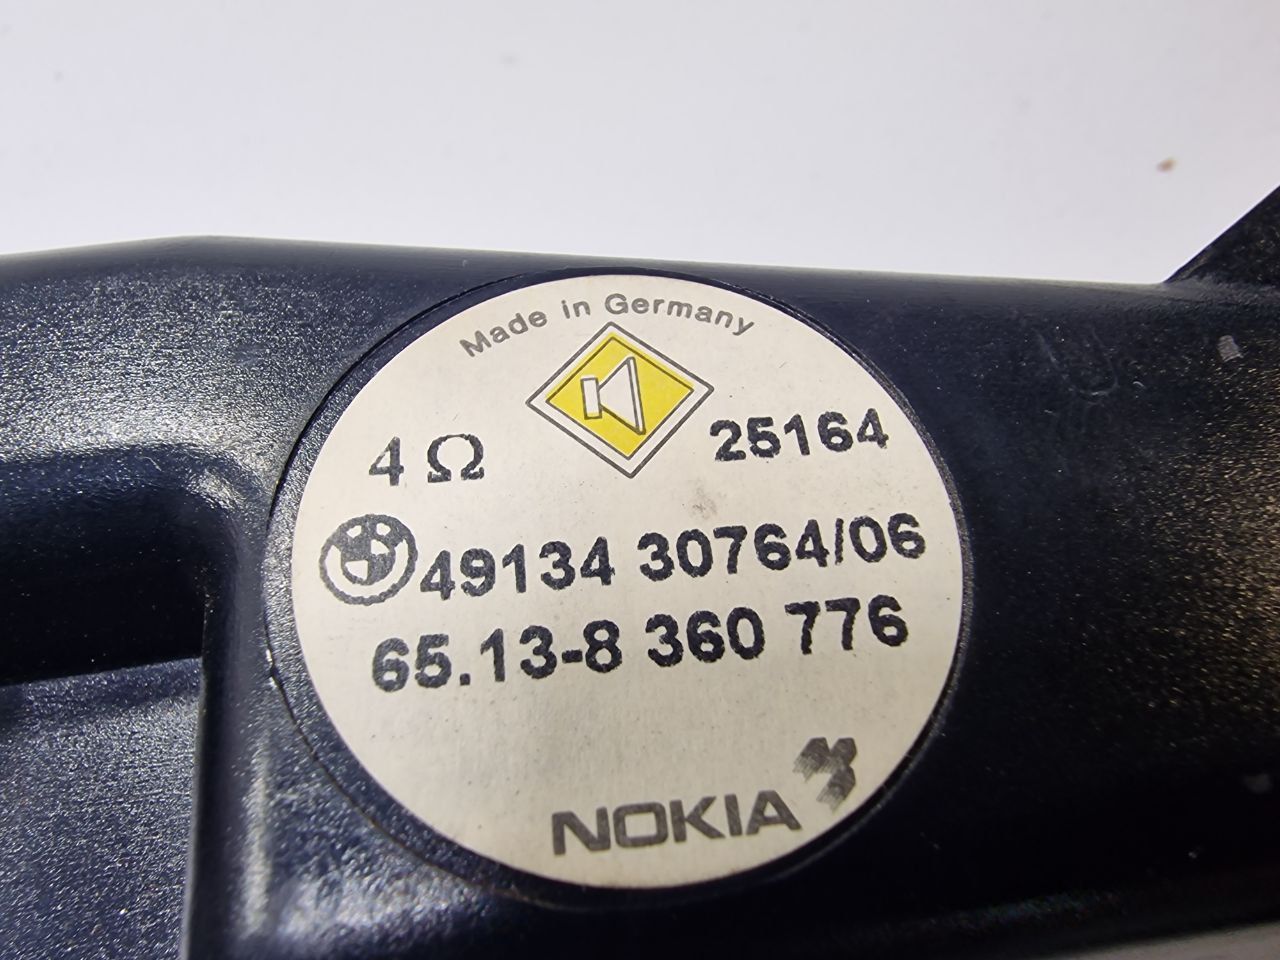 Made in Germany
4 Ω
25164
49134 30764/06
65.13-8 360 776
NOKIA